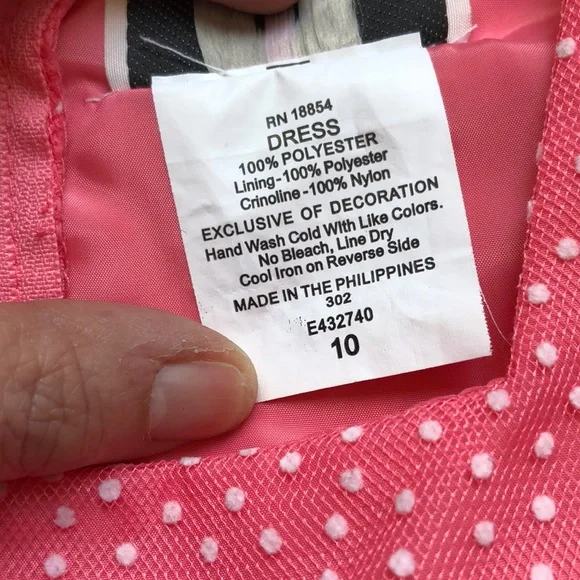 RN 18854
DRESS
100% POLYESTER
Lining-100% Polyester
Crinoline-100% Nylon
EXCLUSIVE OF DECORATION
Hand Wash Cold With Like Colors.
No Bleach, Line Dry
Cool Iron on Reverse Side
MADE IN THE PHILIPPINES
302
E432740
10